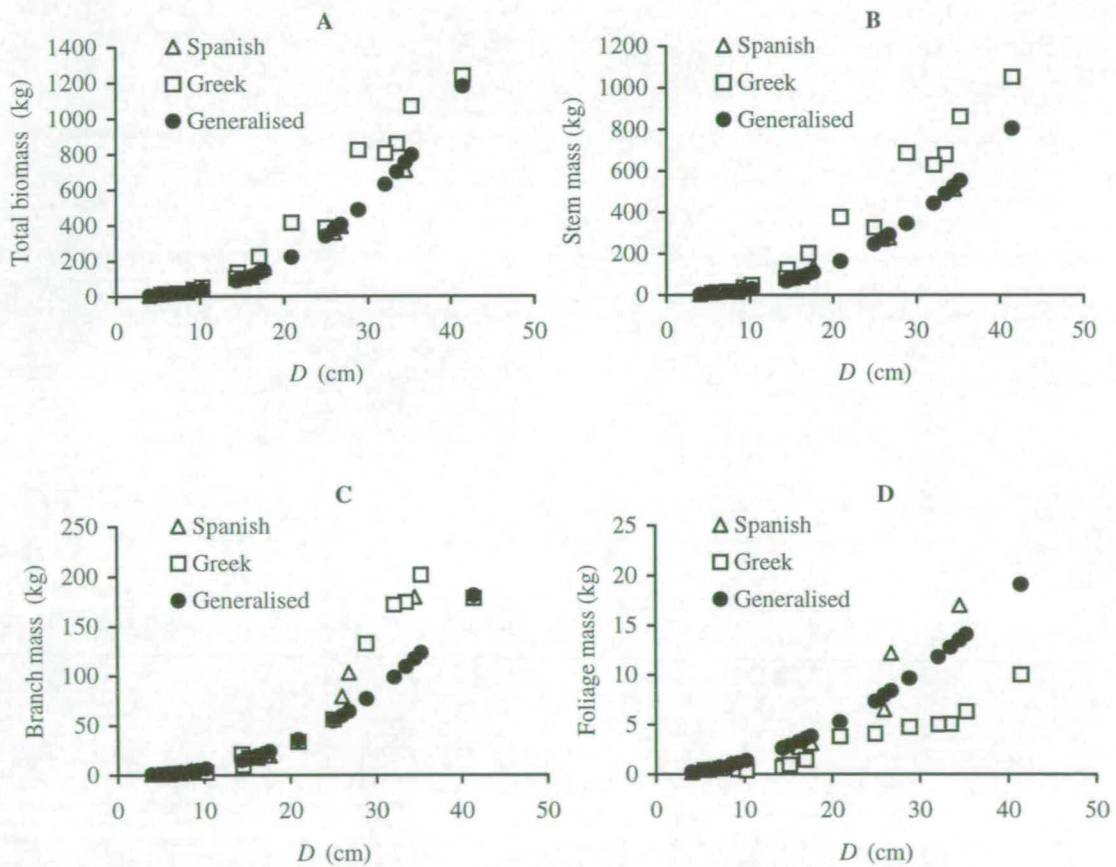 A
Total biomass (kg)
1400
1200
1000
800
600
400
200
0
Spanish
Greek
Generalised
0 10 20 30 40 50
D (cm)
B
Stem mass (kg)
1200
1000
800
600
400
200
0
Spanish
Greek
Generalised
0 10 20 30 40 50
D (cm)
C
Branch mass (kg)
250
200
150
100
50
0
Spanish
Greek
Generalised
0 10 20 30 40 50
D (cm)
D
Foliage mass (kg)
25
20
15
10
5
0
Spanish
Greek
Generalised
0 10 20 30 40 50
D (cm)